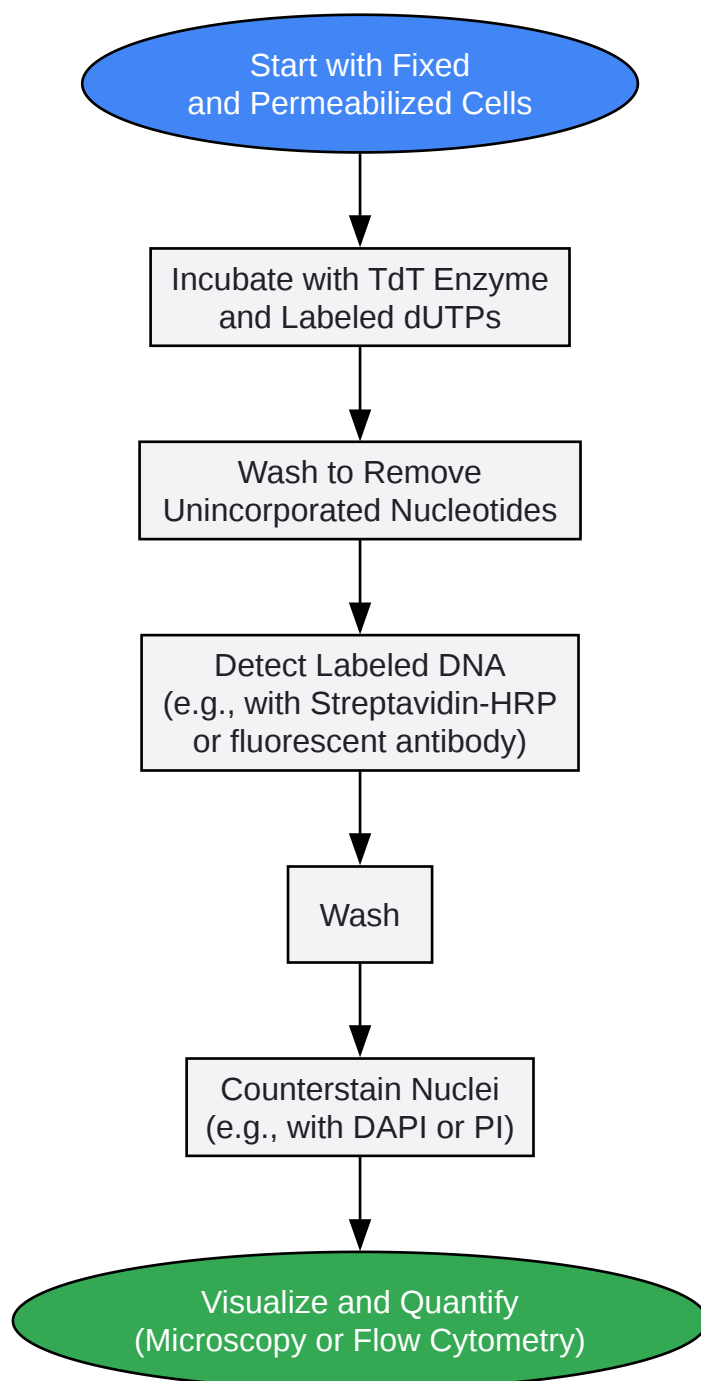 Start with Fixed
and Permeabilized Cells
Incubate with TdT Enzyme
and Labeled dUTPs
Wash to Remove
Unincorporated Nucleotides
Detect Labeled DNA
(e.g., with Streptavidin-HRP
or fluorescent antibody)
Wash
Counterstain Nuclei
(e.g., with DAPI or PI)
Visualize and Quantify
(Microscopy or Flow Cytometry)